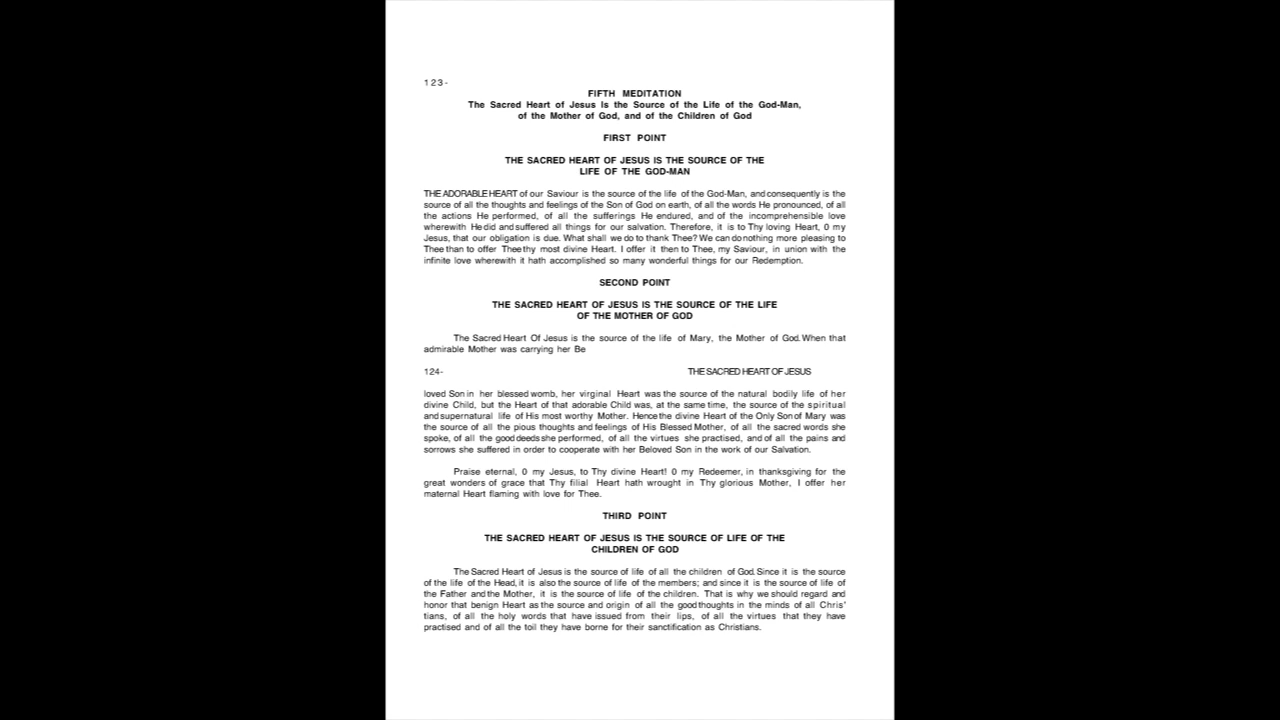 123-
FIFTH MEDITATION
The Sacred Heart of Jesus Is the Source of the Life of the God-Man,
of the Mother of God, and of the Children of God
FIRST POINT
THE SACRED HEART OF JESUS IS THE SOURCE OF THE
LIFE OF THE GOD-MAN
THE ADORABLE HEART of our Saviour is the source of the life of the God-Man, and consequently is the
source of all the thoughts and feelings of the Son of God on earth, of all the words He pronounced, of all
the actions He performed, of all the sufferings He endured, and of the incomprehensible love
wherewith He did and suffered all things for our salvation. Therefore, it is to Thy loving Heart, 0 my
Jesus, that our obligation is due. What shall we do to thank Thee? We can do nothing more pleasing to
Thee than to offer Thee thy most divine Heart. I offer it then to Thee, my Saviour, in union with the
infinite love wherewith it hath accomplished so many wonderful things for our Redemption.
SECOND POINT
THE SACRED HEART OF JESUS IS THE SOURCE OF THE LIFE
OF THE MOTHER OF GOD
The Sacred Heart Of Jesus is the source of the life of Mary, the Mother of God. When that
admirable Mother was carrying her Be
124- THE SACRED HEART OF JESUS
loved Son in her blessed womb, her virginal Heart was the source of the natural bodily life of her
divine Child, but the Heart of that adorable Child was, at the same time, the source of the spiritual
and supernatural life of His most worthy Mother. Hence the divine Heart of the Only Son of Mary was
the source of all the pious thoughts and feelings of His Blessed Mother, of all the sacred words she
spoke, of all the good deeds she performed, of all the virtues she practised, and of all the pains and
sorrows she suffered in order to cooperate with her Beloved Son in the work of our Salvation.
Praise eternal, 0 my Jesus, to Thy divine Heart! 0 my Redeemer, in thanksgiving for the
great wonders of grace that Thy filial Heart hath wrought in Thy glorious Mother, I offer her
maternal Heart flaming with love for Thee.
THIRD POINT
THE SACRED HEART OF JESUS IS THE SOURCE OF LIFE OF THE
CHILDREN OF GOD
The Sacred Heart of Jesus is the source of life of all the children of God. Since it is the source
of the life of the Head, it is also the source of life of the members; and since it is the source of life of
the Father and the Mother, it is the source of life of the children. That is why we should regard and
honor that benign Heart as the source and origin of all the good thoughts in the minds of all Chris'
tians, of all the holy words that have issued from their lips, of all the virtues that they have
practised and of all the toil they have borne for their sanctification as Christians.